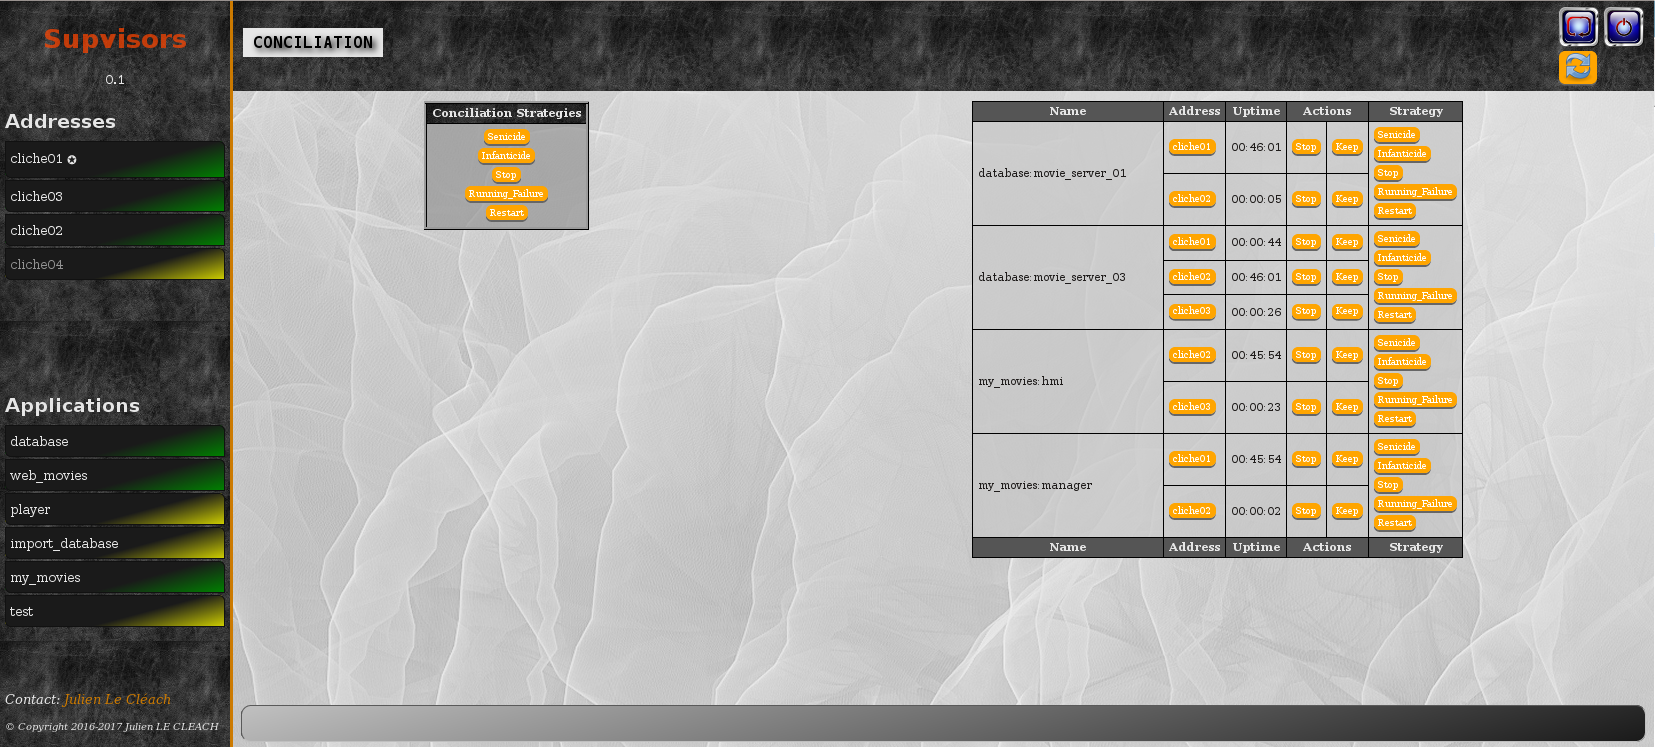 Supvisors
0.1
Addresses
cliche01 ✪
cliche03
cliche02
cliche04
Applications
database
web_movies
player
import_database
my_movies
test
Contact: Julien Le Cléach
© Copyright 2016-2017 Julien LE CLEACH
CONCILIATION
Conciliation Strategies
Senicide
Infanticide
Stop
Running_Failure
Restart
Name Address Uptime Actions Strategy
database:movie_server_01
cliche01 00:46:01 Stop Keep
cliche02 00:00:05 Stop Keep
Senicide
Infanticide
Stop
Running_Failure
Restart
database:movie_server_03
cliche01 00:00:44 Stop Keep
cliche02 00:46:01 Stop Keep
cliche03 00:00:26 Stop Keep
Senicide
Infanticide
Stop
Running_Failure
Restart
my_movies:hmi
cliche02 00:45:54 Stop Keep
cliche03 00:00:23 Stop Keep
Senicide
Infanticide
Stop
Running_Failure
Restart
my_movies:manager
cliche01 00:45:54 Stop Keep
cliche02 00:00:02 Stop Keep
Senicide
Infanticide
Stop
Running_Failure
Restart
Name Address Uptime Actions Strategy